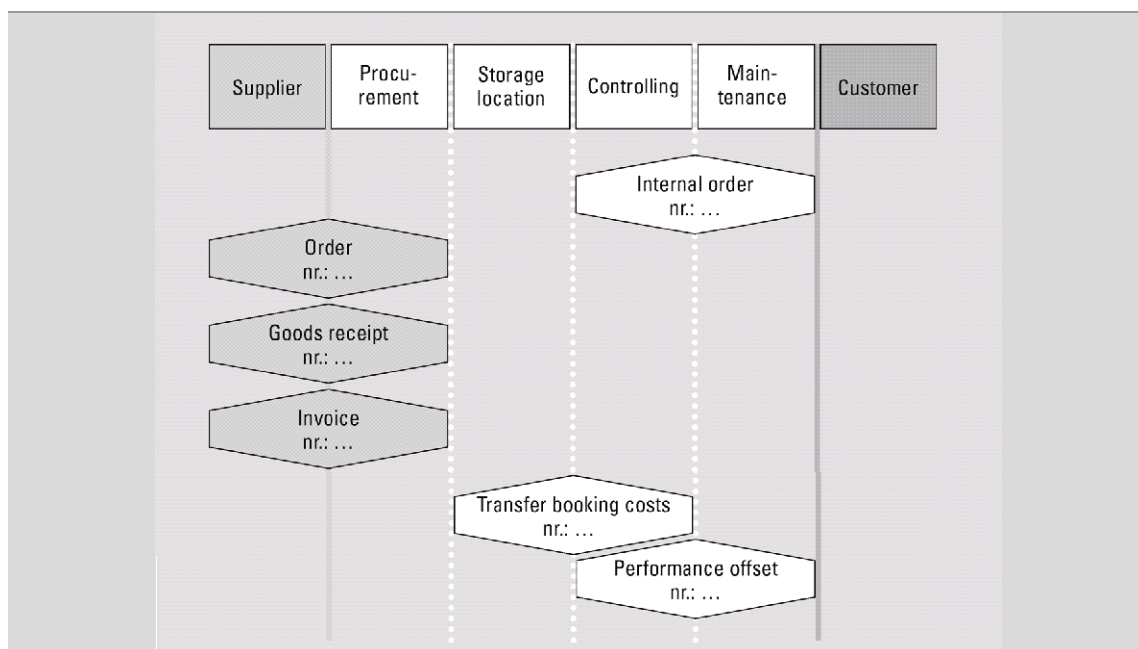 Supplier
Procu-
rement
Storage
location
Controlling
Main-
tenance
Customer
Internal order
nr.: ...
Order
nr.: ...
Goods receipt
nr.: ...
Invoice
nr.: ...
Transfer booking costs
nr.: ...
Performance offset
nr.: ...